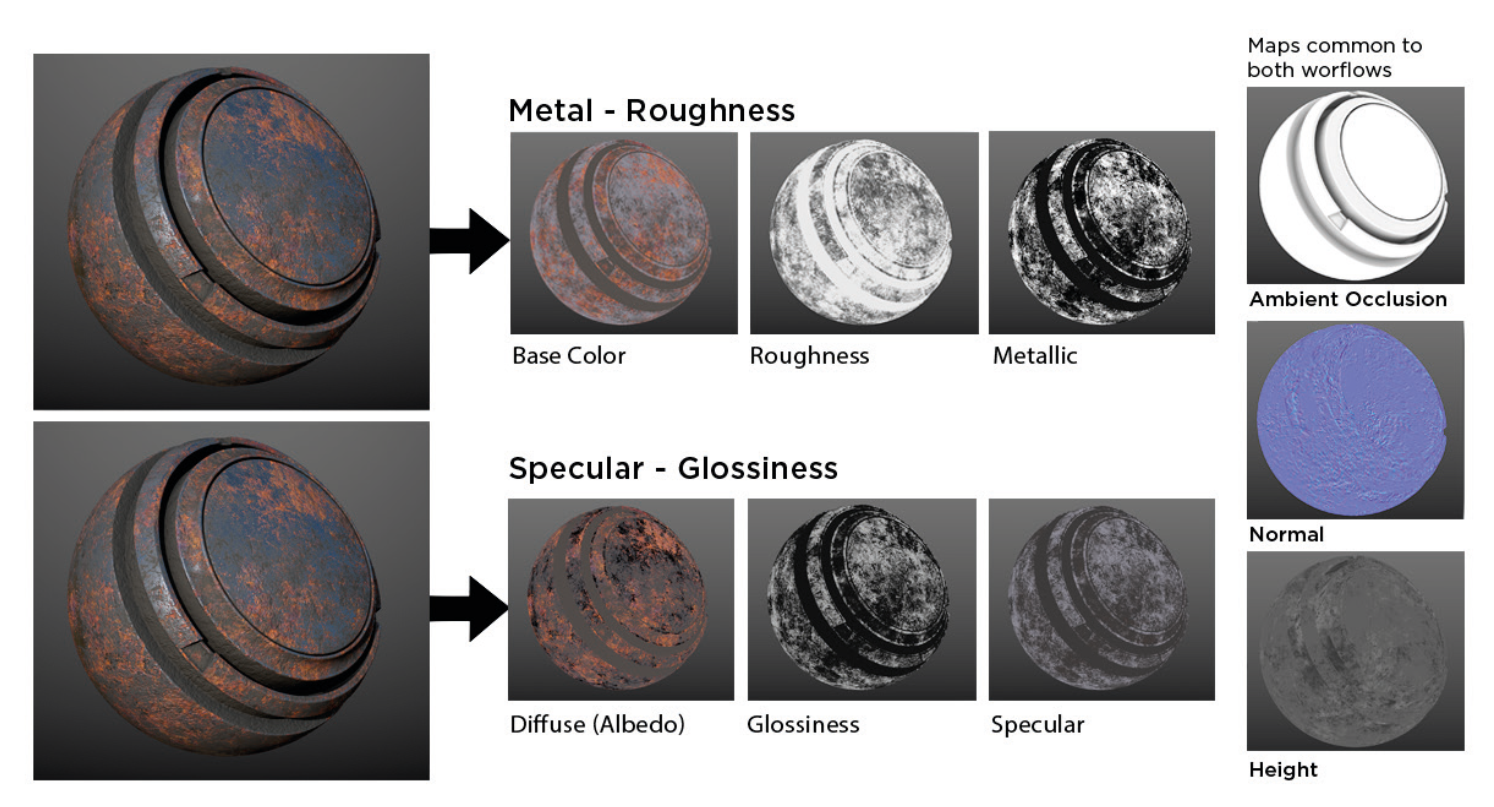 Maps common to
both worflows
Metal - Roughness
Base Color
Roughness
Metallic
Ambient Occlusion
Specular - Glossiness
Normal
Diffuse (Albedo)
Glossiness
Specular
Height